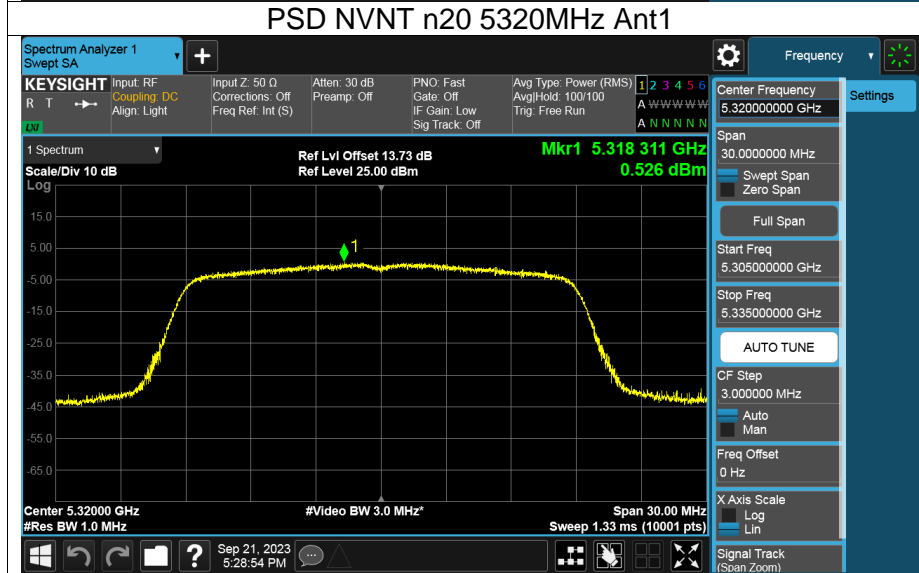 PSD NVNT n20 5320MHz Ant1
Spectrum Analyzer 1
Swept SA
+
Frequency
KEYSIGHT
R T
LXI
Input: RF
Coupling: DC
Align: Light
Input Z: 50 Ω
Corrections: Off
Freq Ref: Int (S)
Atten: 30 dB
Preamp: Off
PNO: Fast
Gate: Off
IF Gain: Low
Sig Track: Off
Avg Type: Power (RMS)
Avg|Hold: 100/100
Trig: Free Run
1 2 3 4 5 6
A W W W W W
A N N N N N
Center Frequency
5.320000000 GHz
Settings
Span
30.0000000 MHz
Swept Span
Zero Span
Full Span
Start Freq
5.305000000 GHz
Stop Freq
5.335000000 GHz
AUTO TUNE
CF Step
3.000000 MHz
Auto
Man
Freq Offset
0 Hz
X Axis Scale
Log
Lin
Signal Track
(Span Zoom)
1 Spectrum
Scale/Div 10 dB
Ref Lvl Offset 13.73 dB
Ref Level 25.00 dBm
Mkr1 5.318 311 GHz
0.526 dBm
Log
15.0
5.00
-5.00
-15.0
-25.0
-35.0
-45.0
-55.0
-65.0
1
Center 5.32000 GHz
#Res BW 1.0 MHz
#Video BW 3.0 MHz*
Span 30.00 MHz
Sweep 1.33 ms (10001 pts)
?
Sep 21, 2023
5:28:54 PM